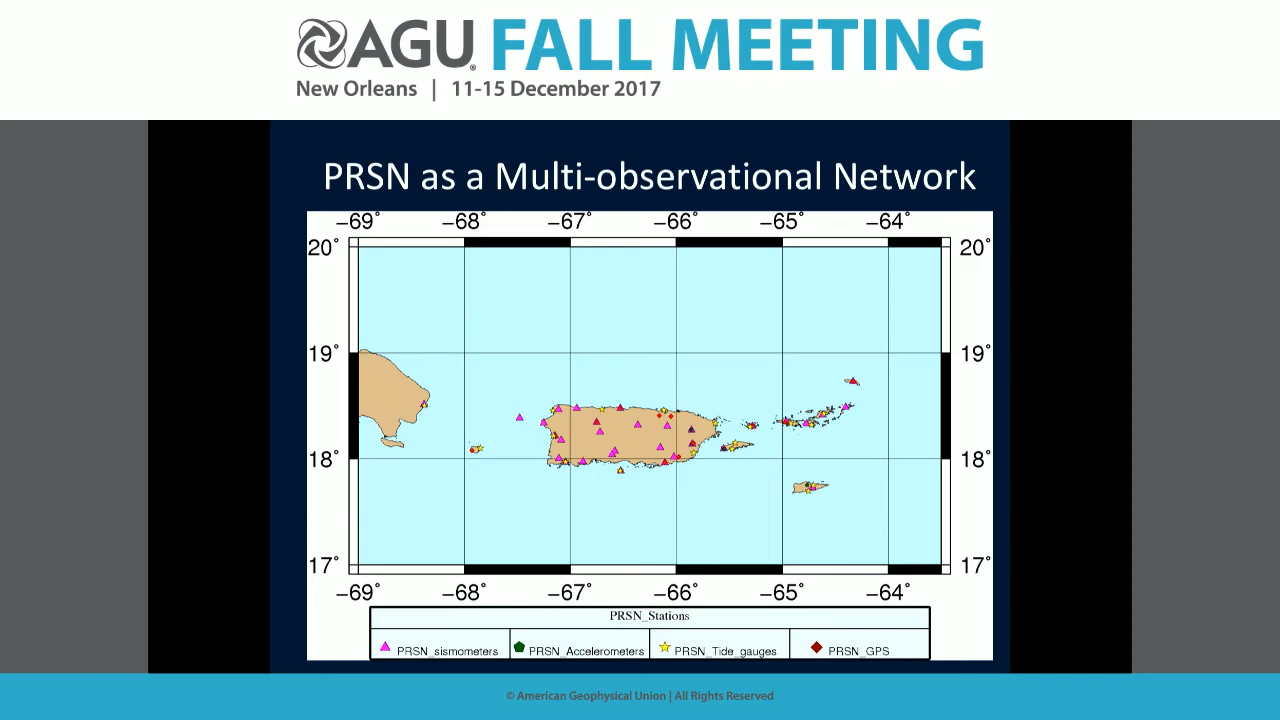 AGU FALL MEETING
New Orleans | 11-15 December 2017
PRSN as a Multi-observational Network
−69° −68° −67° −66° −65° −64°
20° 20°
19° 19°
18° 18°
17° 17°
−69° −68° −67° −66° −65° −64°
PRSN_Stations
PRSN_sismometers PRSN_Accelerometers PRSN_Tide_gauges PRSN_GPS
© American Geophysical Union | All Rights Reserved